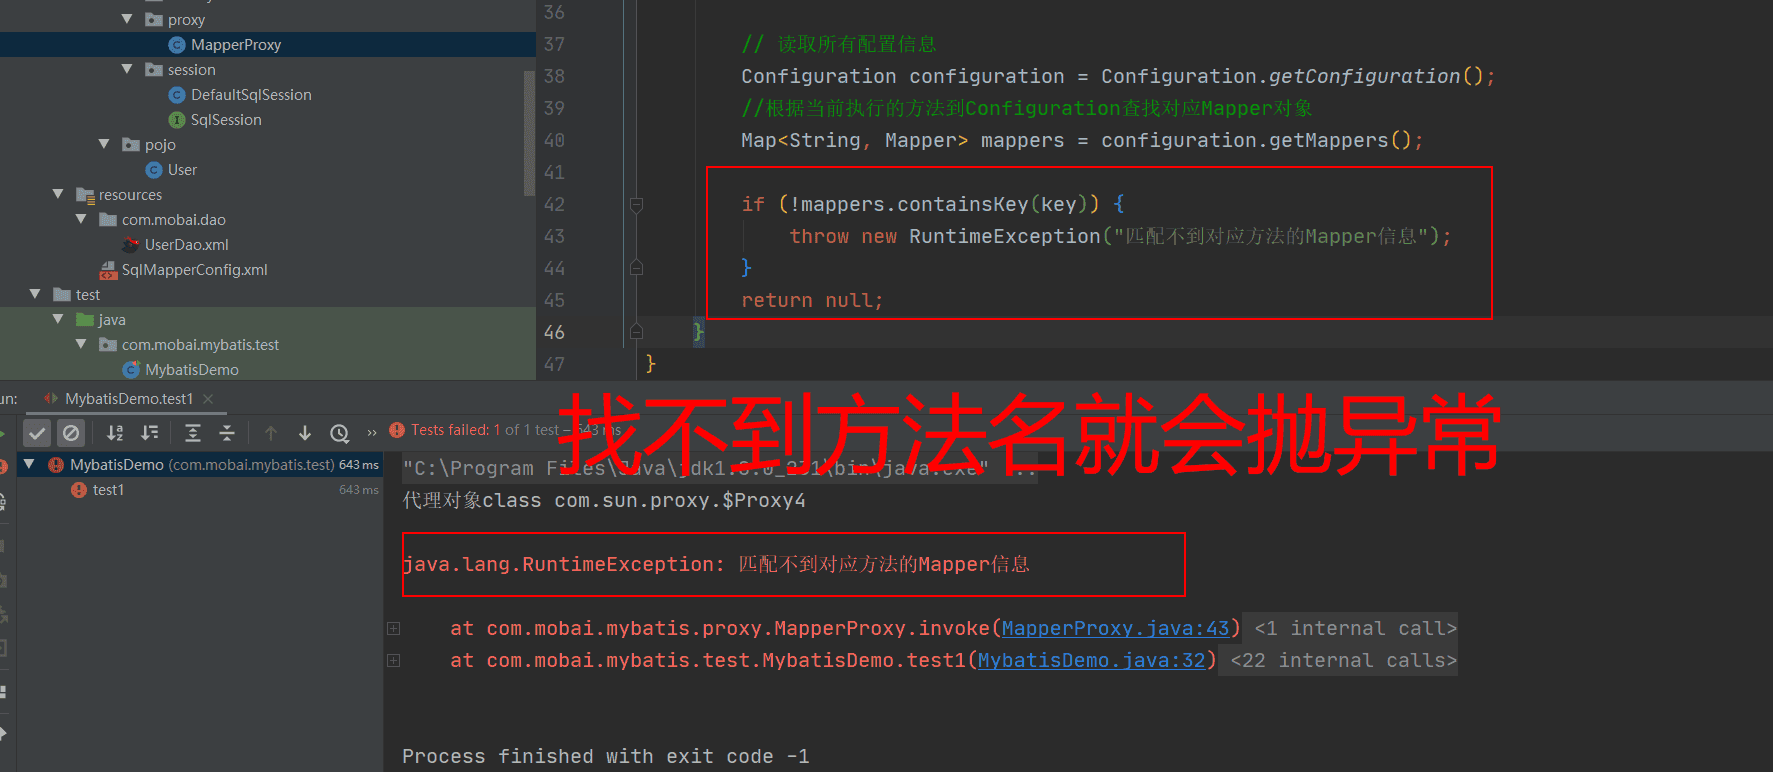 proxy
MapperProxy
session
DefaultSqlSession
SqlSession
pojo
User
resources
com.mobai.dao
UserDao.xml
SqlMapperConfig.xml
test
java
com.mobai.mybatis.test
MybatisDemo
36
37 // 读取所有配置信息
38 Configuration configuration = Configuration.getConfiguration();
39 //根据当前执行的方法到Configuration查找对应Mapper对象
40 Map<String, Mapper> mappers = configuration.getMappers();
41
42 if (!mappers.containsKey(key)) {
43 throw new RuntimeException("匹配不到对应方法的Mapper信息");
44 }
45 return null;
46 }
47 }
un: MybatisDemo.test1
找不到方法名就会抛异常
Tests failed: 1 of 1 test – 643 ms
MybatisDemo (com.mobai.mybatis.test) 643 ms
test1 643 ms
"C:\Program Files\Java\jdk1.8.0_231\bin\java.exe" ...
代理对象class com.sun.proxy.$Proxy4
java.lang.RuntimeException: 匹配不到对应方法的Mapper信息
at com.mobai.mybatis.proxy.MapperProxy.invoke(MapperProxy.java:43) <1 internal call>
at com.mobai.mybatis.test.MybatisDemo.test1(MybatisDemo.java:32) <22 internal calls>
Process finished with exit code -1